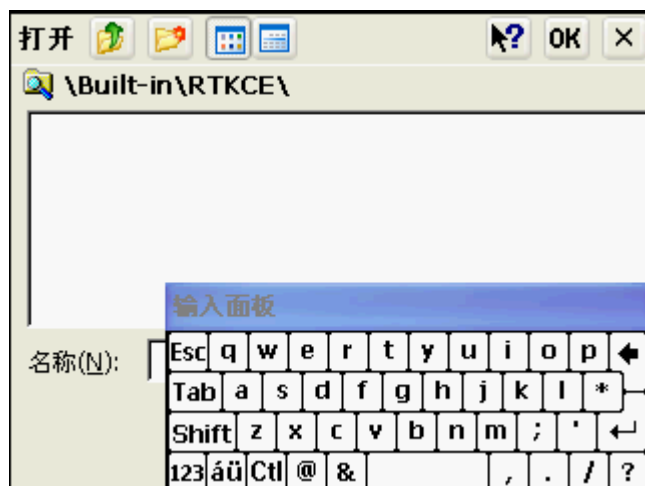 打开 ? OK ×
\Built-in\RTKCE\
输入面板
名称(N):
Esc q w e r t y u i o p
Tab a s d f g h j k l *
Shift z x c v b n m ; '
123 áü Ctl @ & , . / ?